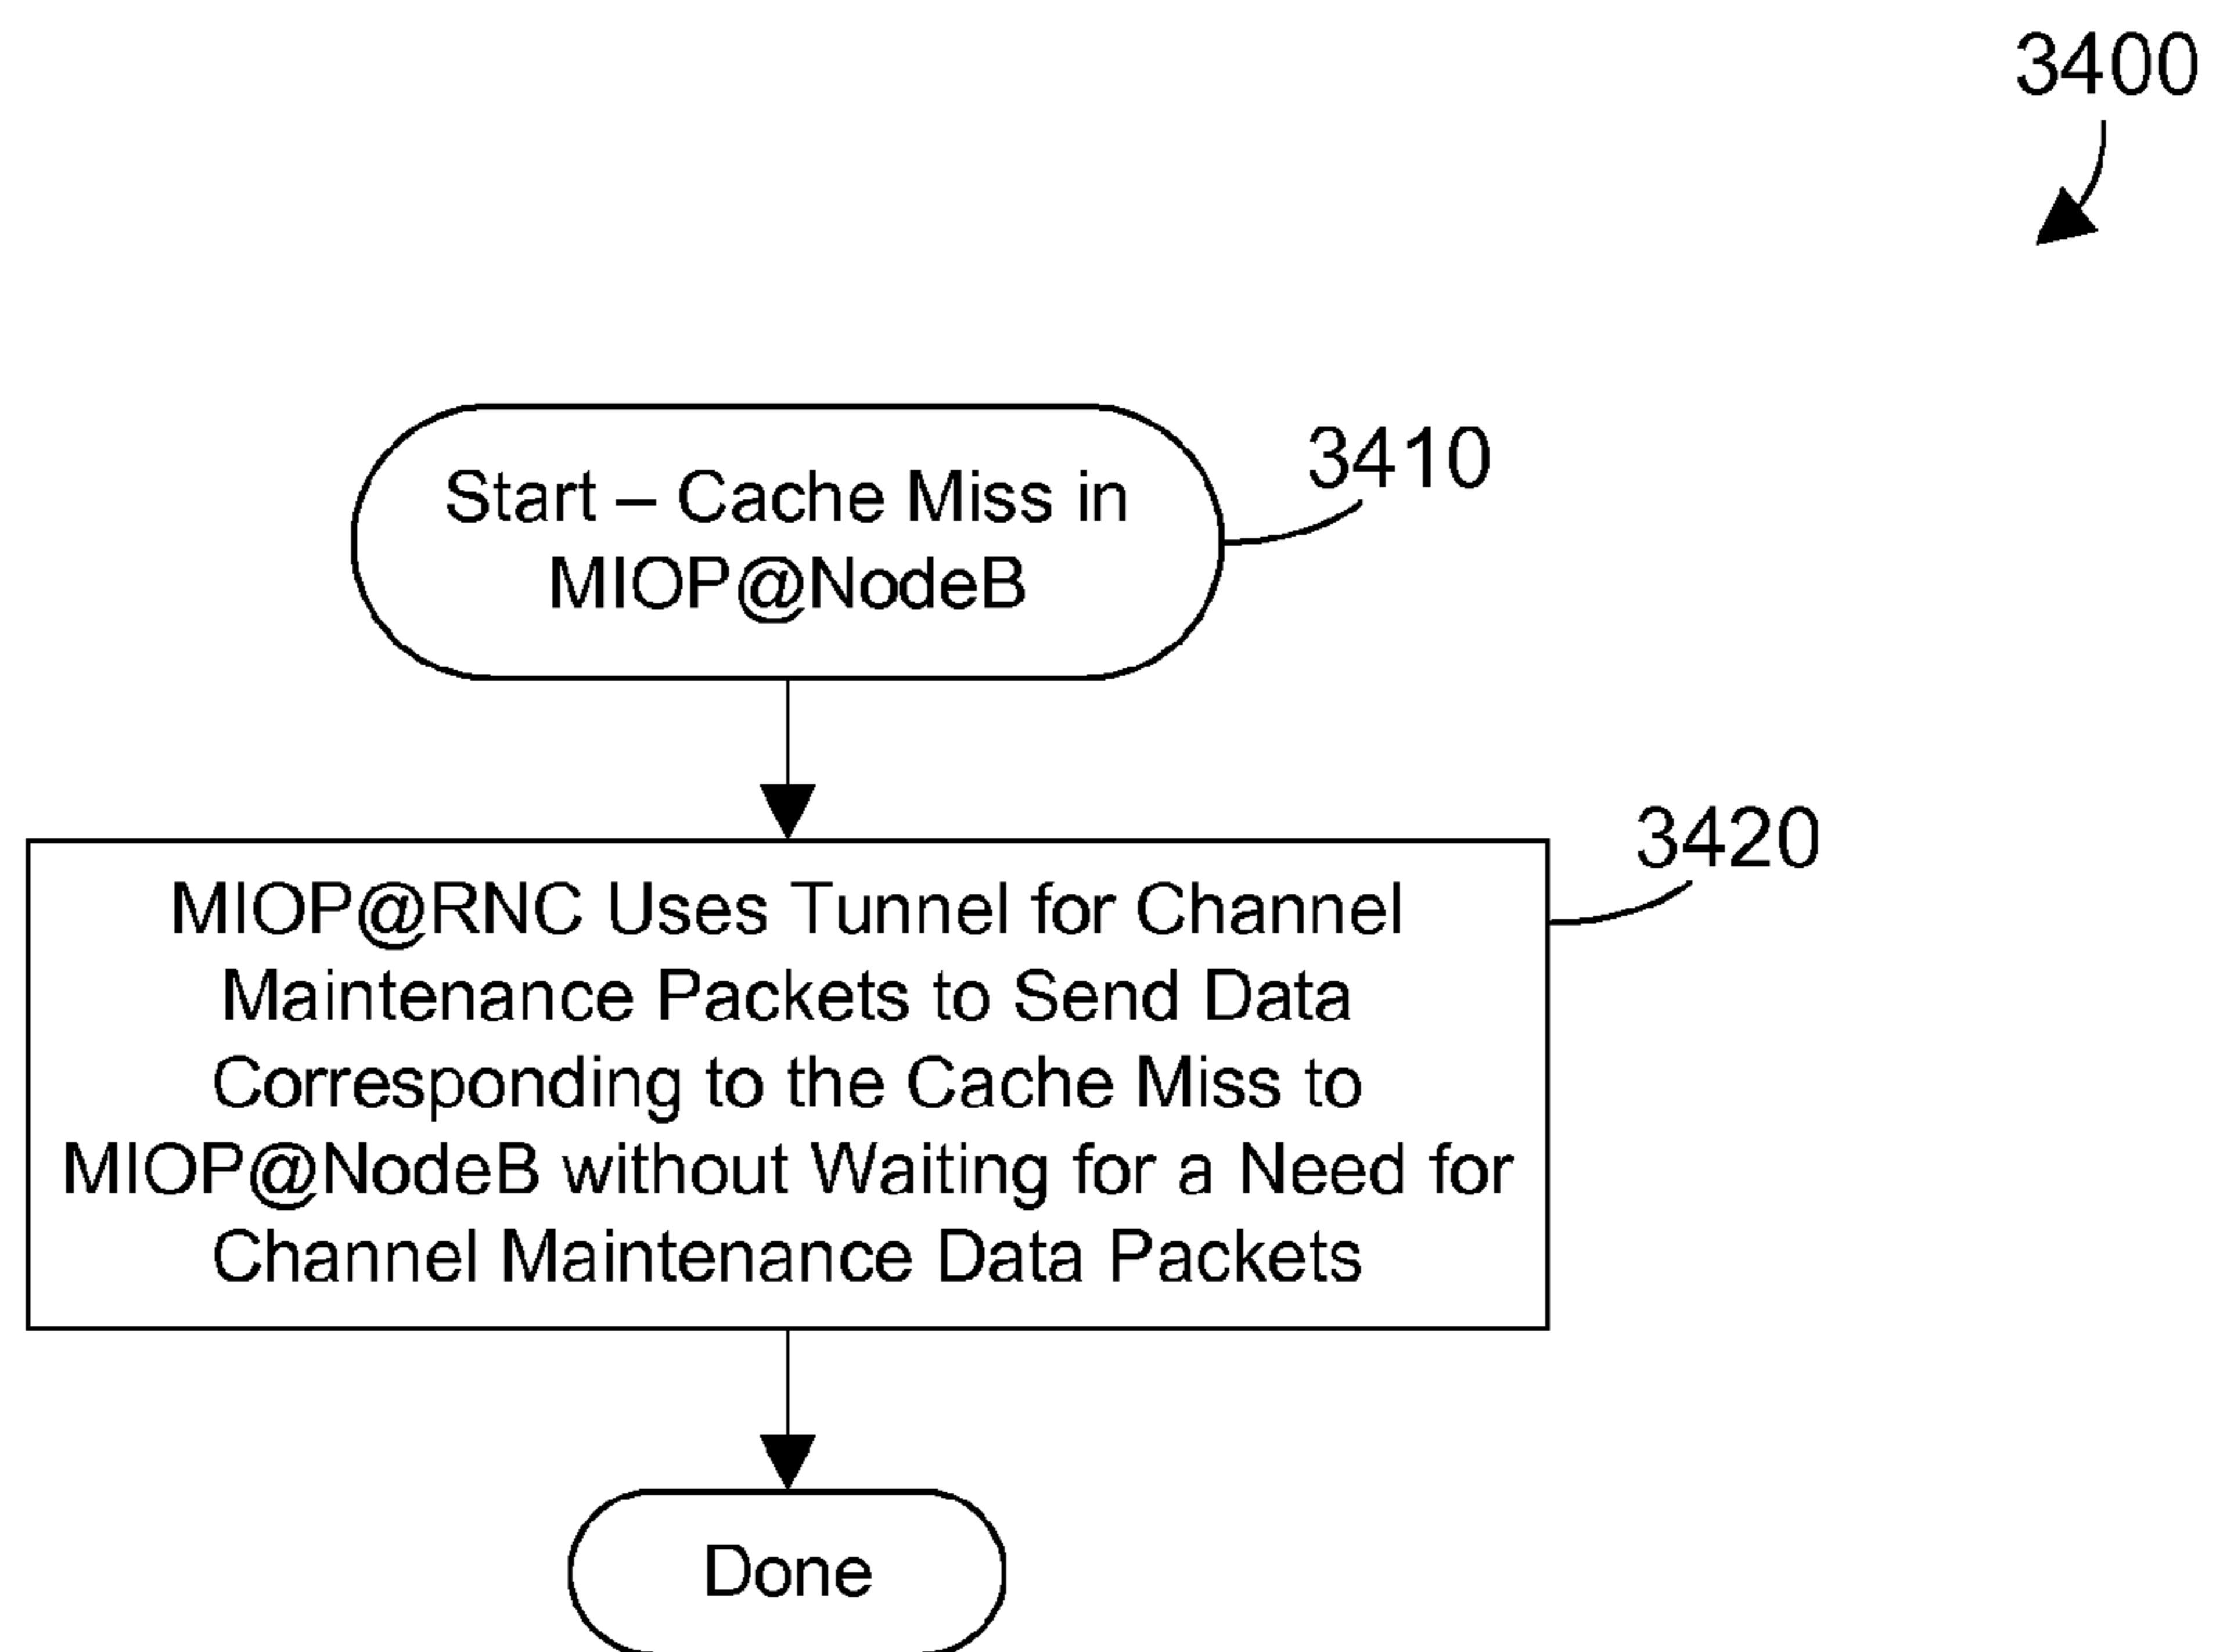 3400
Start – Cache Miss in
MIOP@NodeB
3410
MIOP@RNC Uses Tunnel for Channel
Maintenance Packets to Send Data
Corresponding to the Cache Miss to
MIOP@NodeB without Waiting for a Need for
Channel Maintenance Data Packets
3420
Done